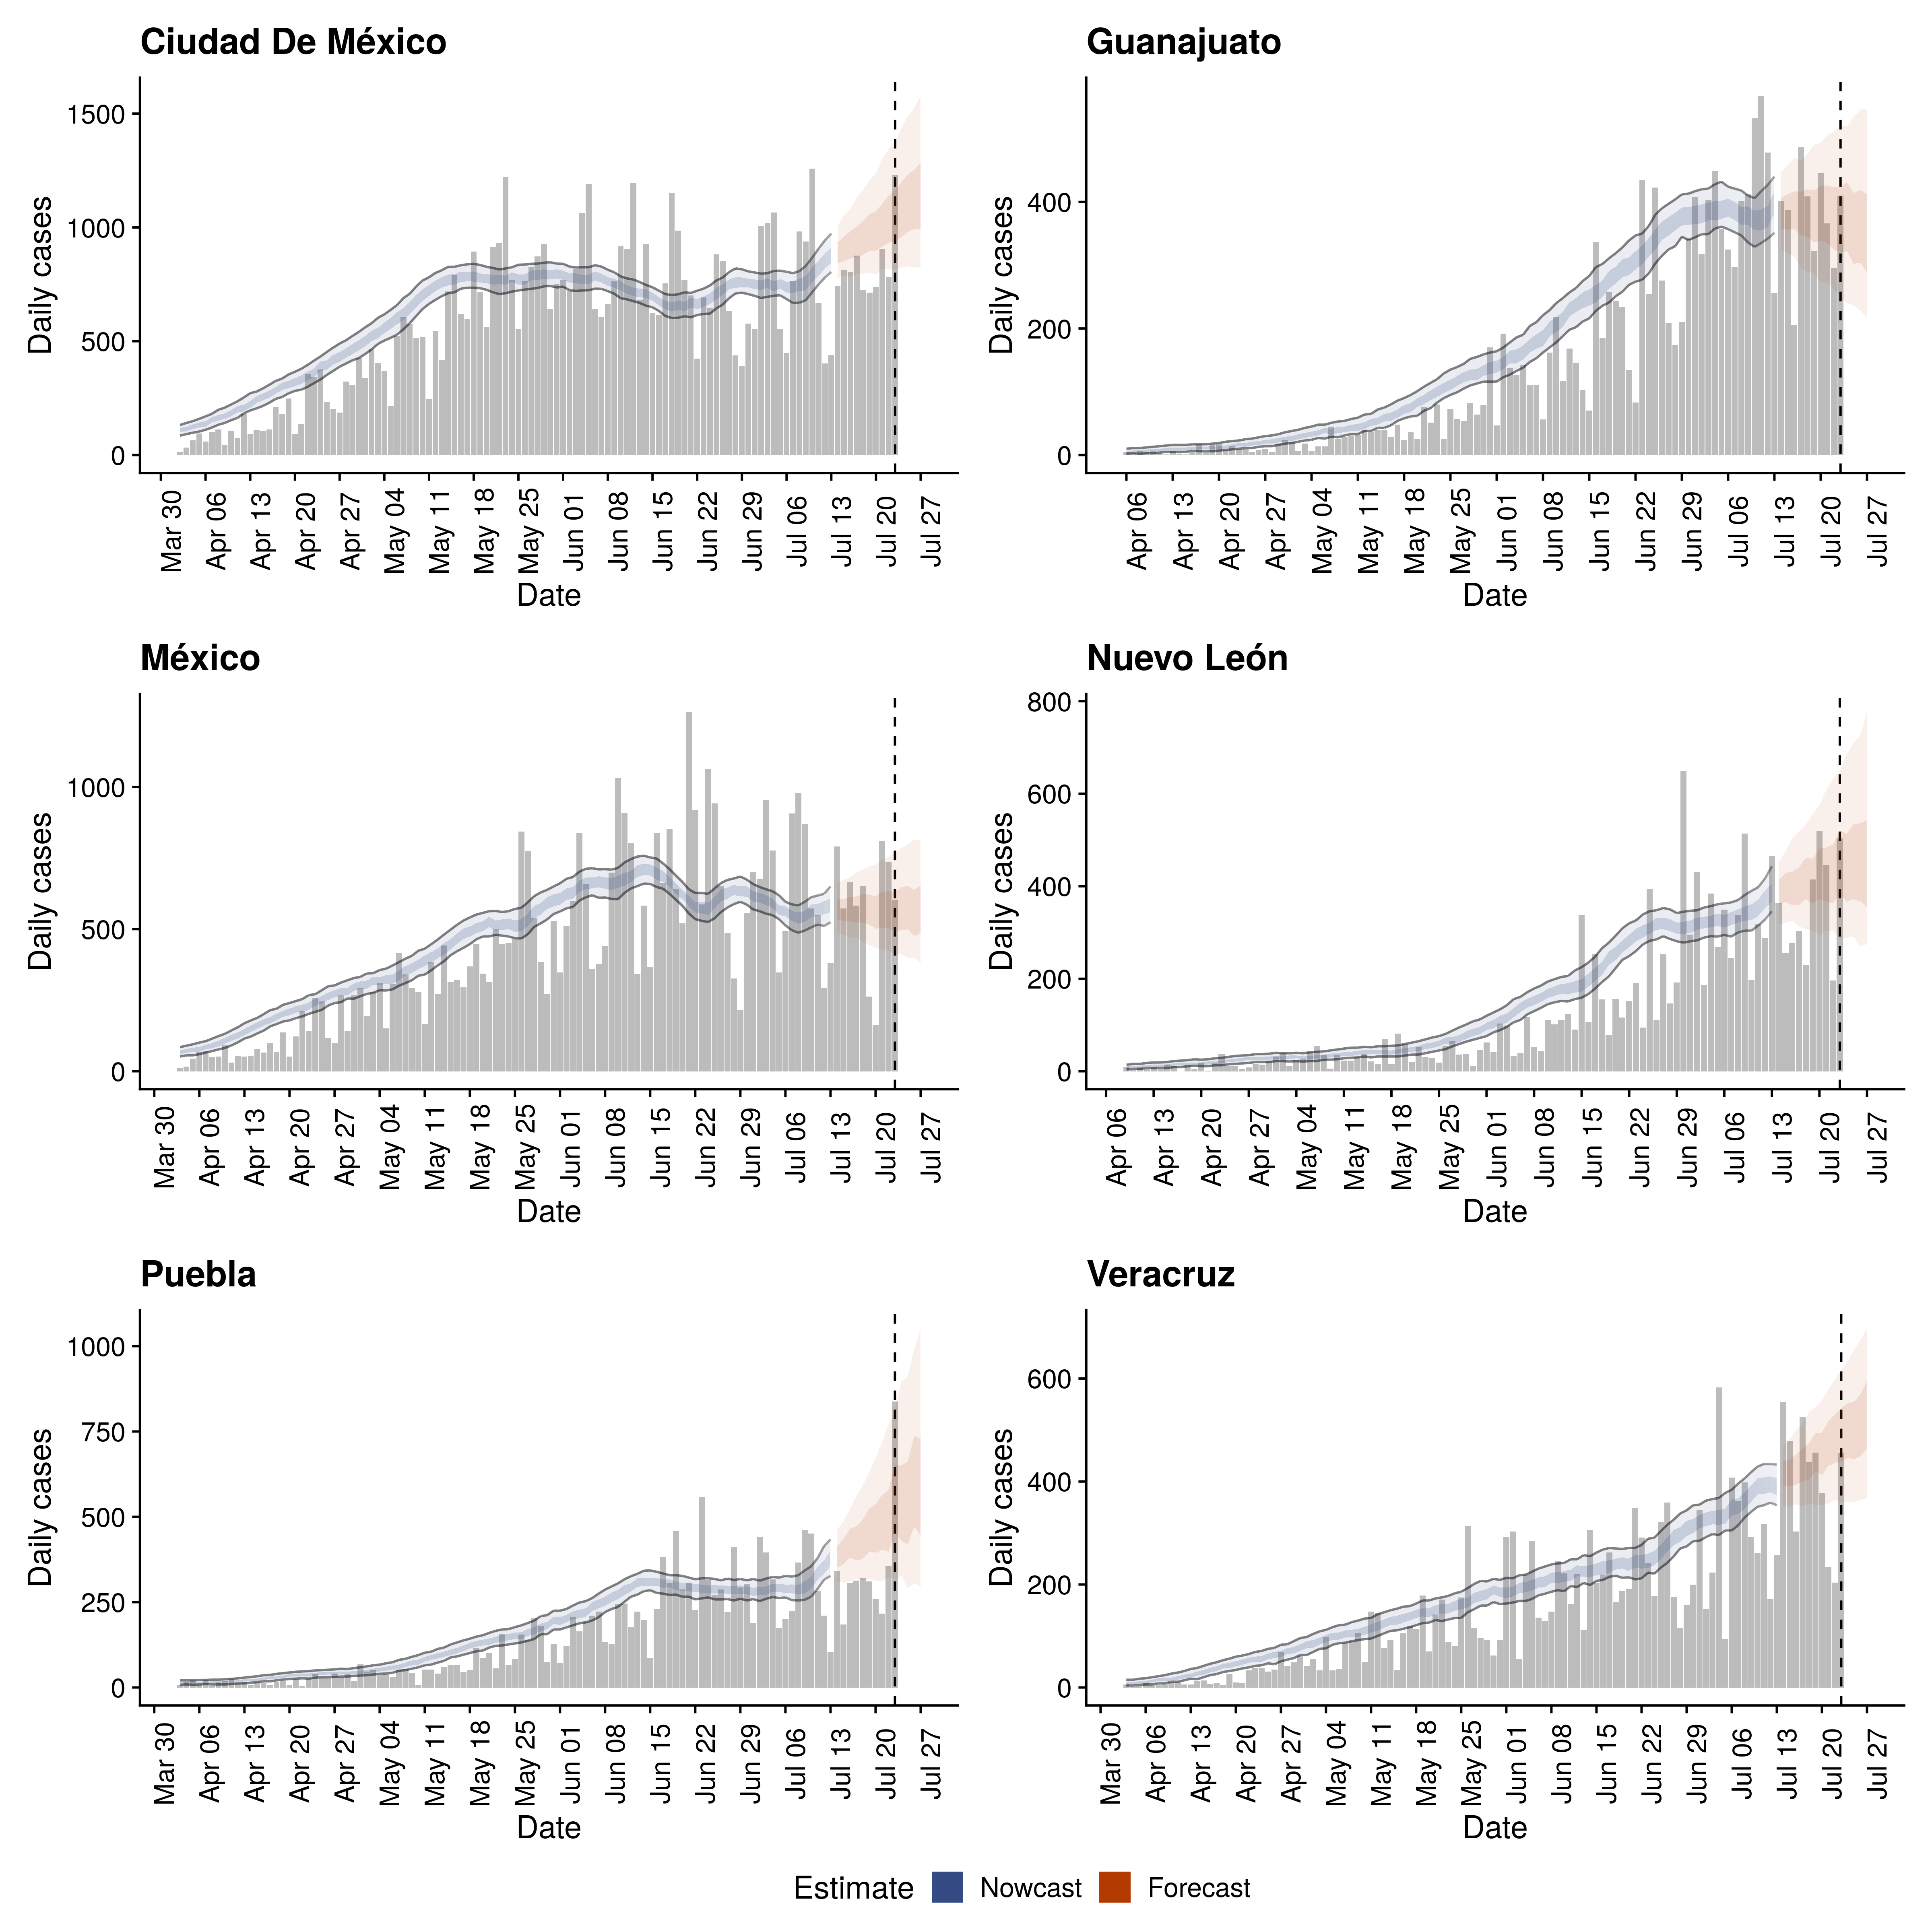 Ciudad De México
Daily cases
1500
1000
500
0
Mar 30
Apr 06
Apr 13
Apr 20
Apr 27
May 04
May 11
May 18
May 25
Jun 01
Jun 08
Jun 15
Jun 22
Jun 29
Jul 06
Jul 13
Jul 20
Jul 27
Date
Guanajuato
Daily cases
400
200
0
Apr 06
Apr 13
Apr 20
Apr 27
May 04
May 11
May 18
May 25
Jun 01
Jun 08
Jun 15
Jun 22
Jun 29
Jul 06
Jul 13
Jul 20
Jul 27
Date
México
Daily cases
1000
500
0
Mar 30
Apr 06
Apr 13
Apr 20
Apr 27
May 04
May 11
May 18
May 25
Jun 01
Jun 08
Jun 15
Jun 22
Jun 29
Jul 06
Jul 13
Jul 20
Jul 27
Date
Nuevo León
Daily cases
800
600
400
200
0
Apr 06
Apr 13
Apr 20
Apr 27
May 04
May 11
May 18
May 25
Jun 01
Jun 08
Jun 15
Jun 22
Jun 29
Jul 06
Jul 13
Jul 20
Jul 27
Date
Puebla
Daily cases
1000
750
500
250
0
Mar 30
Apr 06
Apr 13
Apr 20
Apr 27
May 04
May 11
May 18
May 25
Jun 01
Jun 08
Jun 15
Jun 22
Jun 29
Jul 06
Jul 13
Jul 20
Jul 27
Date
Veracruz
Daily cases
600
400
200
0
Mar 30
Apr 06
Apr 13
Apr 20
Apr 27
May 04
May 11
May 18
May 25
Jun 01
Jun 08
Jun 15
Jun 22
Jun 29
Jul 06
Jul 13
Jul 20
Jul 27
Date
Estimate Nowcast Forecast